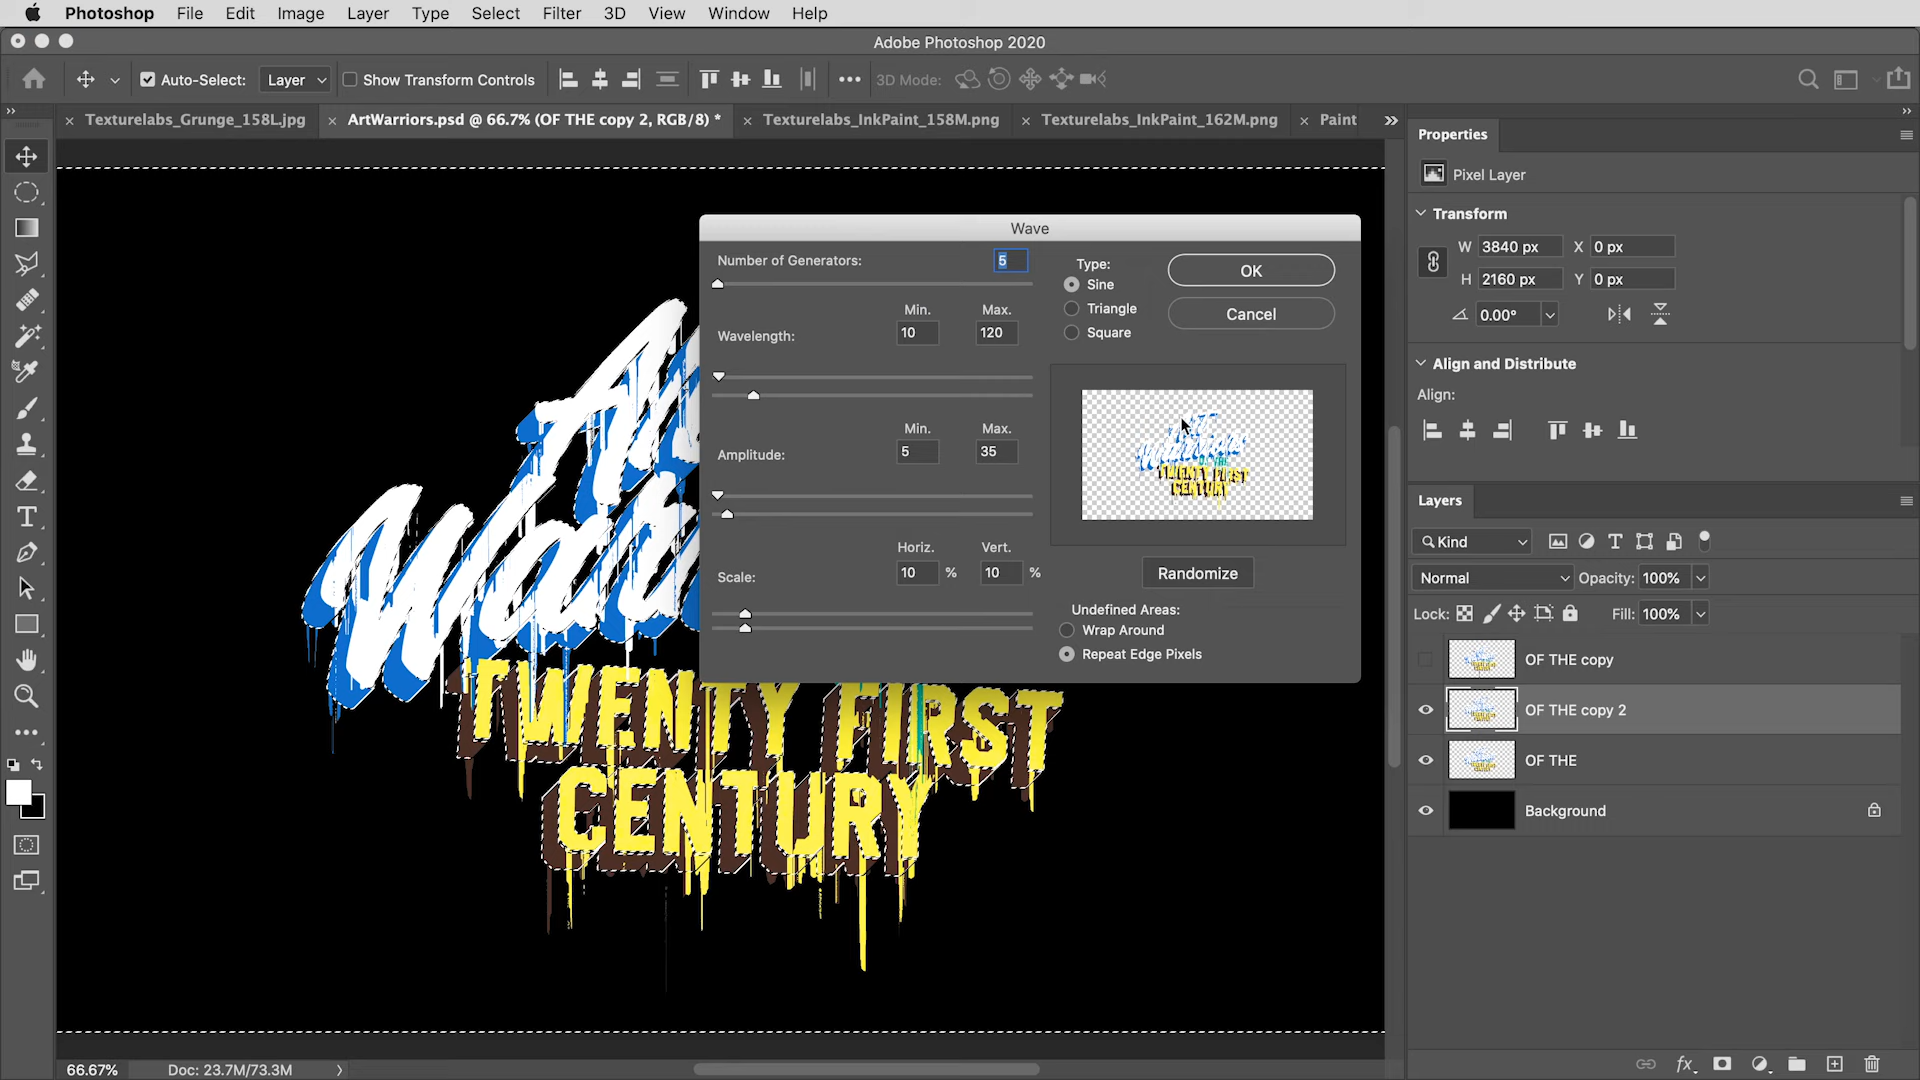 Photoshop File Edit Image Layer Type Select Filter 3D View Window Help
Adobe Photoshop 2020
Auto-Select: Layer Show Transform Controls ••• 3D Mode:
Texturelabs_Grunge_158L.jpg ArtWarriors.psd @ 66.7% (OF THE copy 2, RGB/8) * Texturelabs_InkPaint_158M.png Texturelabs_InkPaint_162M.png Paint
Properties
Pixel Layer
Transform
W 3840 px X 0 px
H 2160 px Y 0 px
0.00°
Align and Distribute
Align:
Wave
Number of Generators: 5
Min. Max.
Wavelength: 10 120
Min. Max.
Amplitude: 5 35
Horiz. Vert.
Scale: 10 % 10 %
Type:
Sine
Triangle
Square
OK
Cancel
Randomize
Undefined Areas:
Wrap Around
Repeat Edge Pixels
TWENTY FIRST
CENTURY
Layers
Kind
Normal Opacity: 100%
Lock: Fill: 100%
OF THE copy
OF THE copy 2
OF THE
Background
66.67% Doc: 23.7M/73.3M